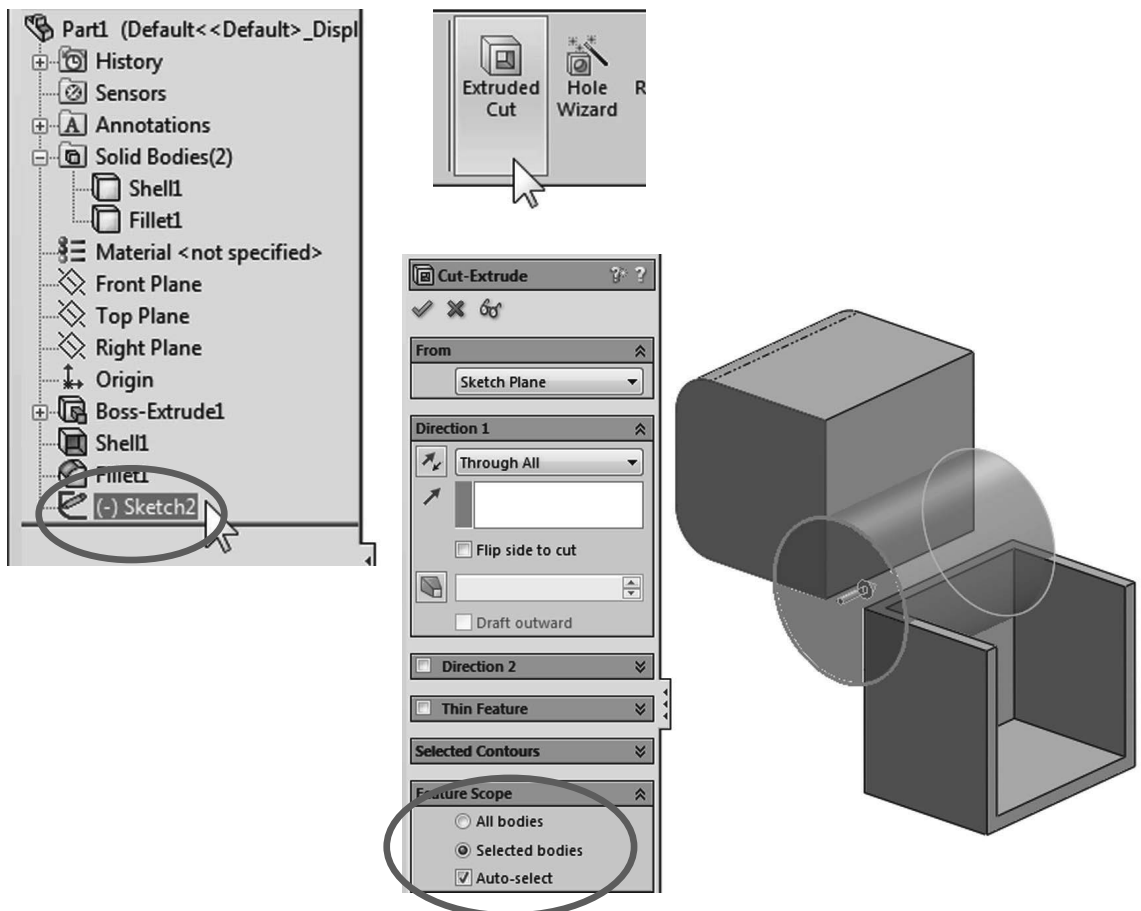 Part1 (Default<<Default>_Displ
History
Sensors
A Annotations
Solid Bodies(2)
Shell1
Fillet1
Material <not specified>
Front Plane
Top Plane
Right Plane
Origin
Boss-Extrude1
Shell1
Fillet1
(-) Sketch2
Extruded
Cut
Hole
Wizard
R
Cut-Extrude
? ?
From
Sketch Plane
Direction 1
Through All
Flip side to cut
Draft outward
Direction 2
Thin Feature
Selected Contours
Feature Scope
All bodies
Selected bodies
Auto-select